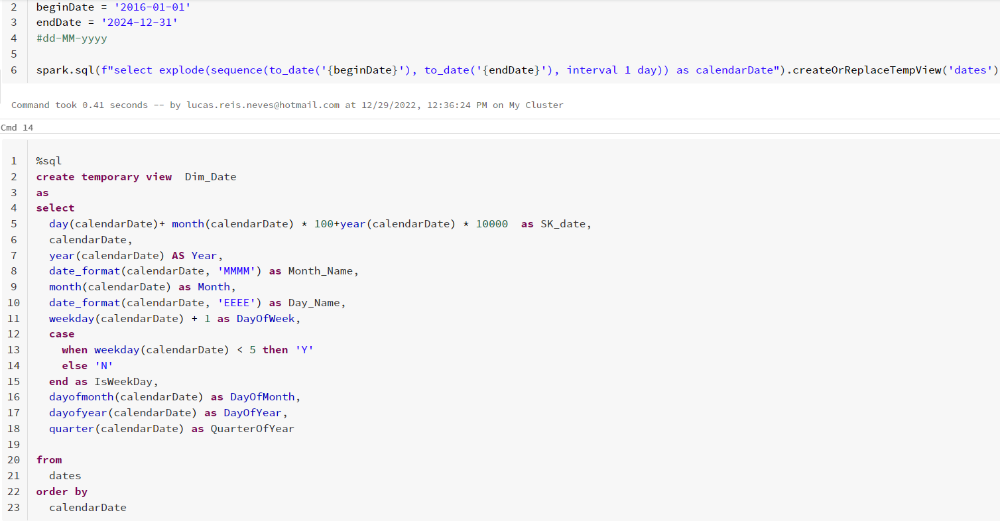 2 beginDate = '2016-01-01'
3 endDate = '2024-12-31'
4 #dd-MM-yyyy
5
6 spark.sql(f"select explode(sequence(to_date('{beginDate}'), to_date('{endDate}'), interval 1 day)) as calendarDate").createOrReplaceTempView('dates')
Command took 0.41 seconds -- by lucas.reis.neves@hotmail.com at 12/29/2022, 12:36:24 PM on My Cluster
Cmd 14
1 %sql
2 create temporary view  Dim_Date
3 as
4 select
5   day(calendarDate)+ month(calendarDate) * 100+year(calendarDate) * 10000  as SK_date,
6   calendarDate,
7   year(calendarDate) AS Year,
8   date_format(calendarDate, 'MMMM') as Month_Name,
9   month(calendarDate) as Month,
10   date_format(calendarDate, 'EEEE') as Day_Name,
11   weekday(calendarDate) + 1 as DayOfWeek,
12   case
13     when weekday(calendarDate) < 5 then 'Y'
14     else 'N'
15   end as IsWeekDay,
16   dayofmonth(calendarDate) as DayOfMonth,
17   dayofyear(calendarDate) as DayOfYear,
18   quarter(calendarDate) as QuarterOfYear
19
20 from
21   dates
22 order by
23   calendarDate